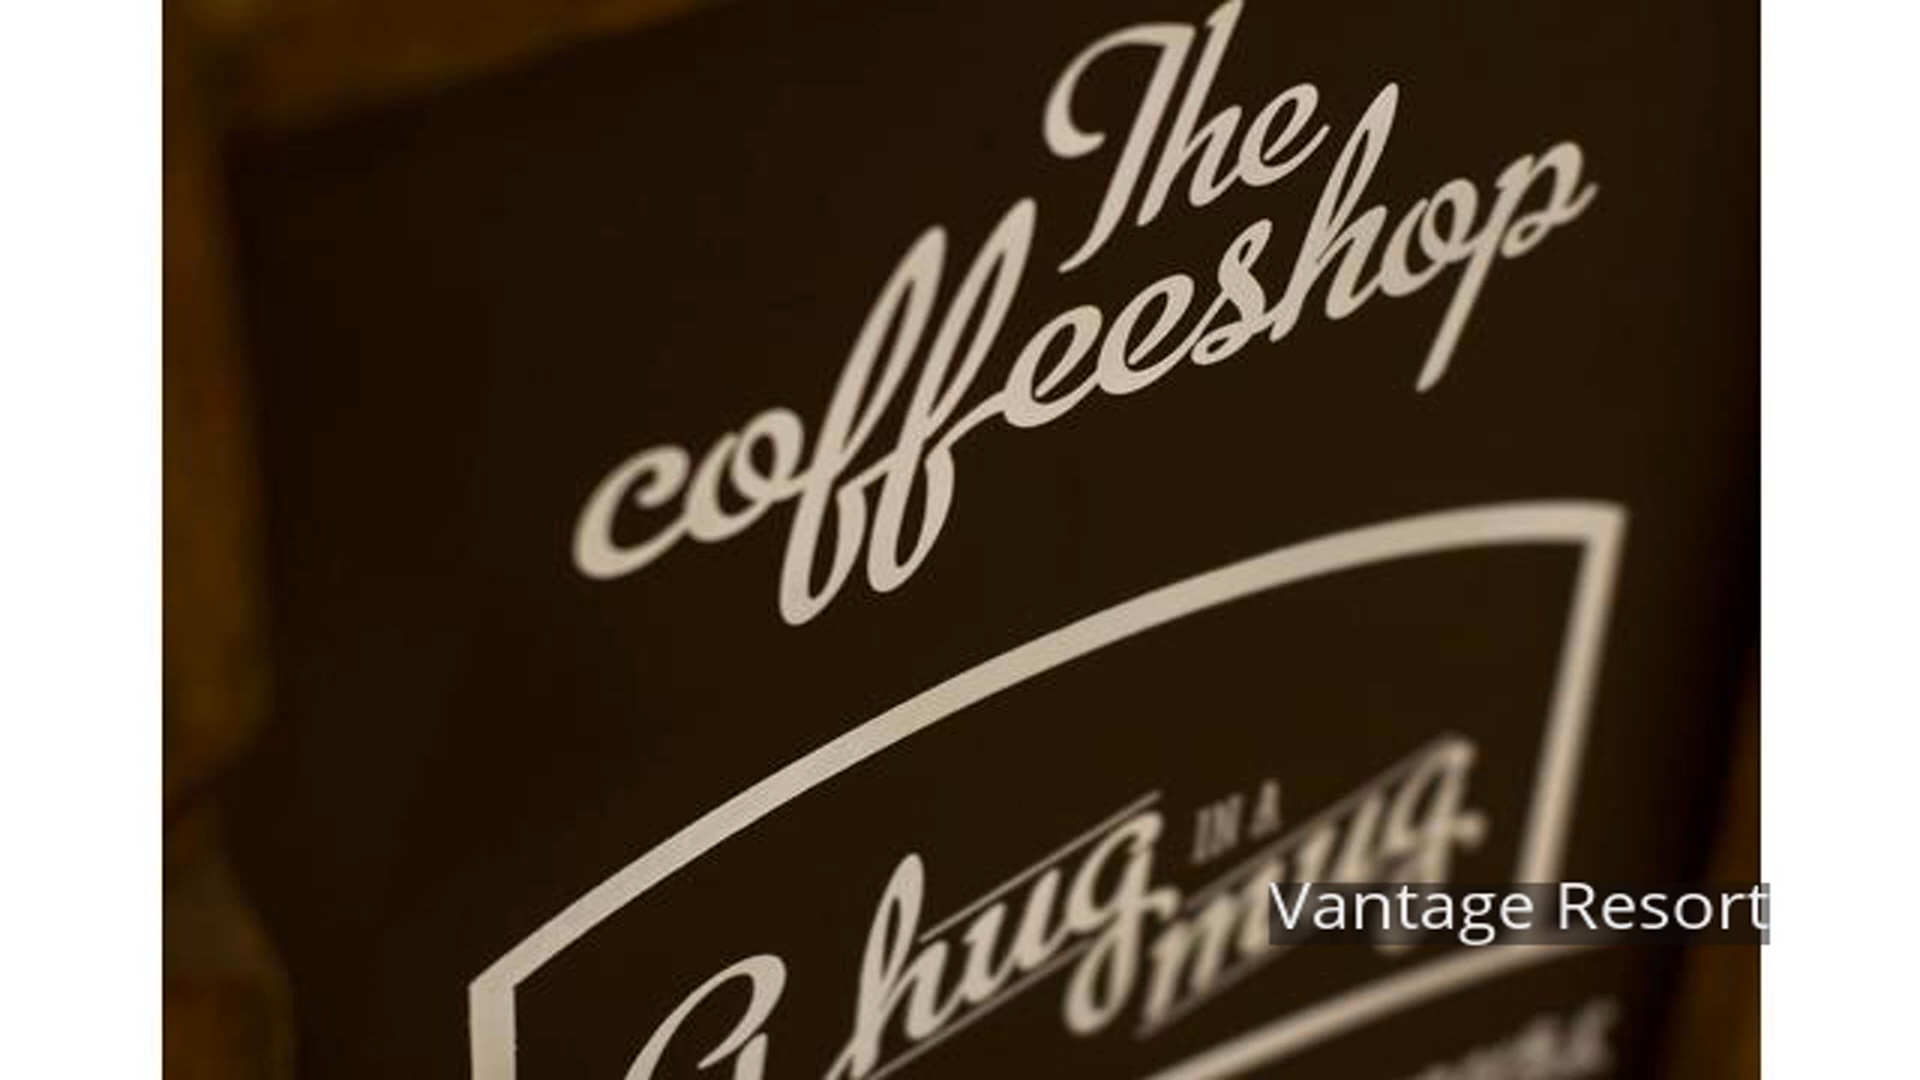 The
coffeeshop
A hug IN A mug
Vantage Resort